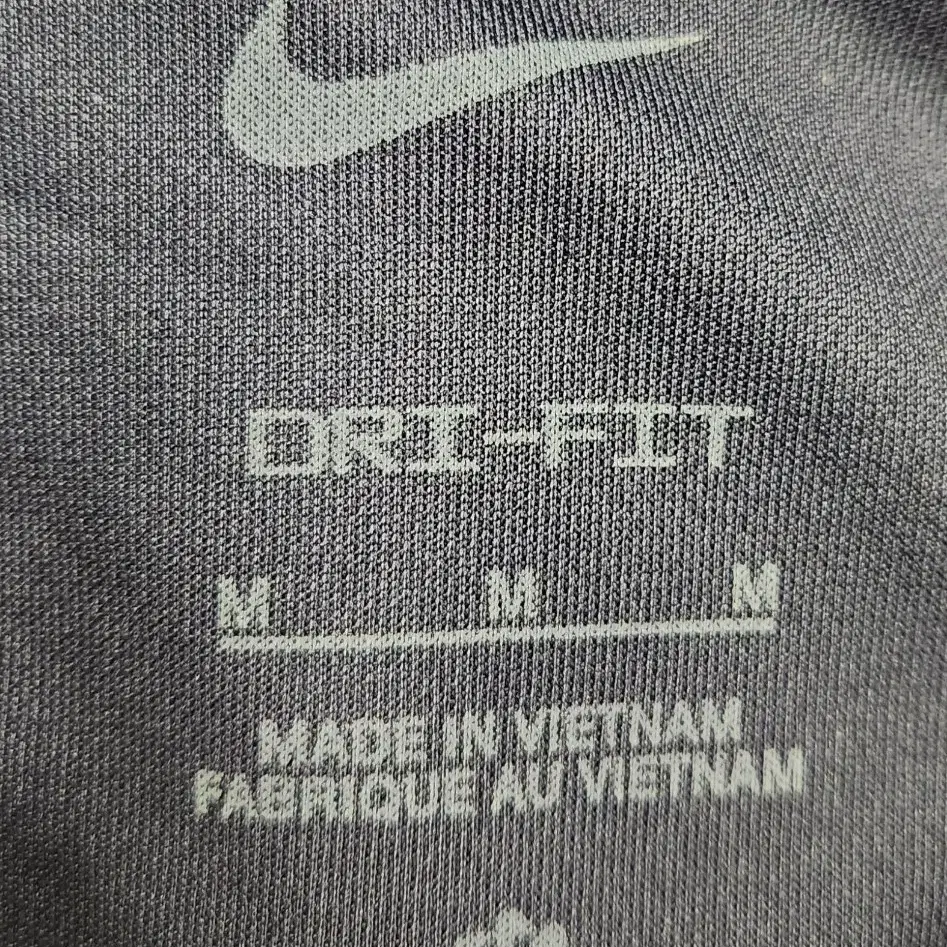 DRI-FIT
M M M
MADE IN VIETNAM
FABRIQUE AU VIETNAM